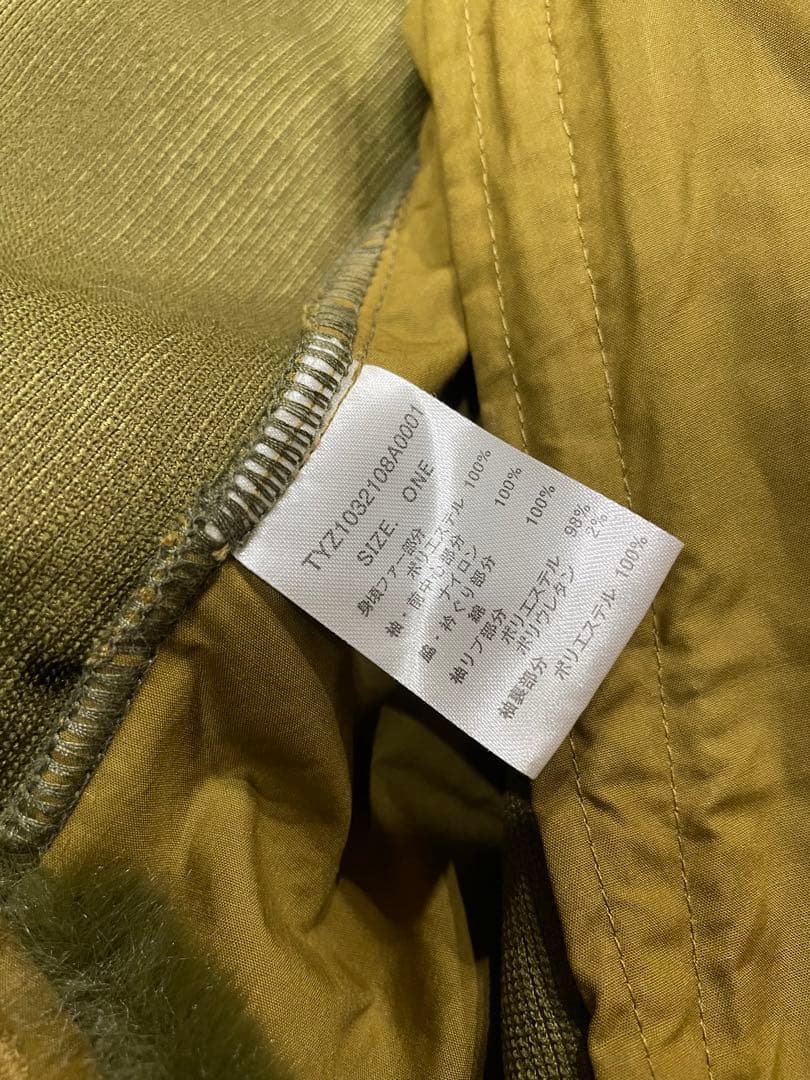 TYZ1032108A0001
SIZE. ONE
身頃ファー部分
ポリエステル 100%
袖・前中心部分
ナイロン 100%
脇・衿ぐり部分
綿 100%
袖リブ部分
ポリエステル 98%
ポリウレタン 2%
袖裏部分
ポリエステル 100%